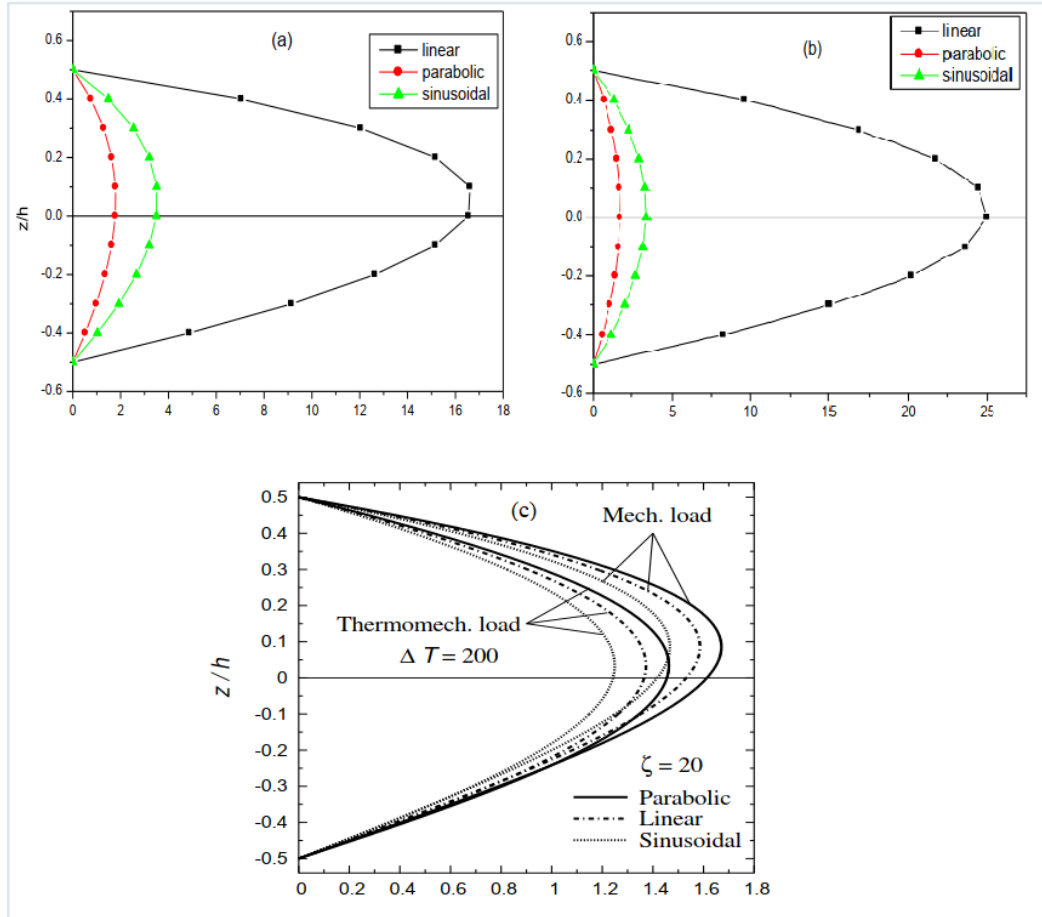 (a)
linear
parabolic
sinusoidal
0.6
0.4
0.2
0.0
-0.2
-0.4
-0.6
z/h
0 2 4 6 8 10 12 14 16 18
(b)
linear
parabolic
sinusoidal
0.6
0.4
0.2
0.0
-0.2
-0.4
-0.6
0 5 10 15 20 25
(c)
Mech. load
Thermomech. load
Δ T = 200
ζ = 20
Parabolic
Linear
Sinusoidal
0.5
0.4
0.3
0.2
0.1
0
-0.1
-0.2
-0.3
-0.4
-0.5
z/h
0 0.2 0.4 0.6 0.8 1 1.2 1.4 1.6 1.8